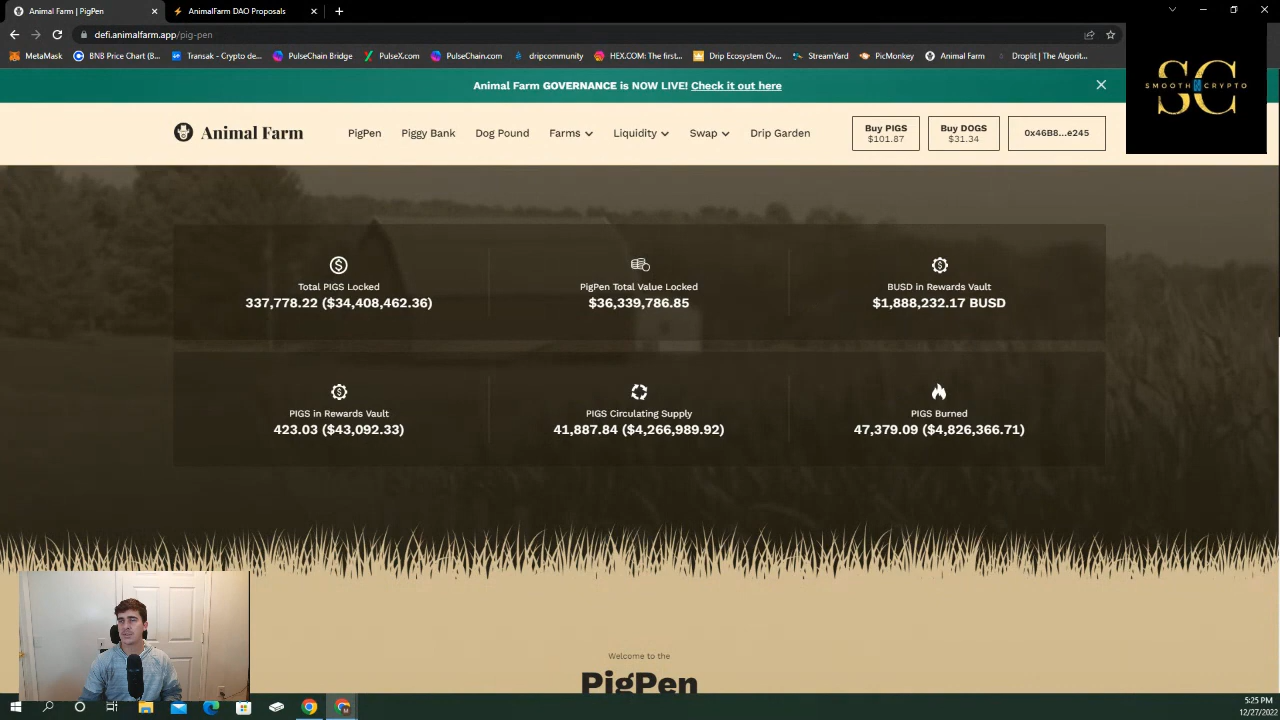 Animal Farm | PigPen
AnimalFarm DAO Proposals
defi.animalfarm.app/pig-pen
MetaMask
BNB Price Chart (B...
Transak - Crypto de...
PulseChain Bridge
PulseX.com
PulseChain.com
dripcommunity
HEX.COM: The first...
Drip Ecosystem Ov...
StreamYard
PicMonkey
Animal Farm
Droplit | The Algorit...
Animal Farm GOVERNANCE is NOW LIVE! Check it out here
SC
SMOOTH CRYPTO
Animal Farm
PigPen
Piggy Bank
Dog Pound
Farms
Liquidity
Swap
Drip Garden
Buy PIGS
$101.87
Buy DOGS
$31.34
0x46B8...e245
Total PIGS Locked
337,778.22 ($34,408,462.36)
PigPen Total Value Locked
$36,339,786.85
BUSD in Rewards Vault
$1,888,232.17 BUSD
PIGS in Rewards Vault
423.03 ($43,092.33)
PIGS Circulating Supply
41,887.84 ($4,266,989.92)
PIGS Burned
47,379.09 ($4,826,366.71)
Welcome to the
PigPen
5:25 PM
12/27/2022